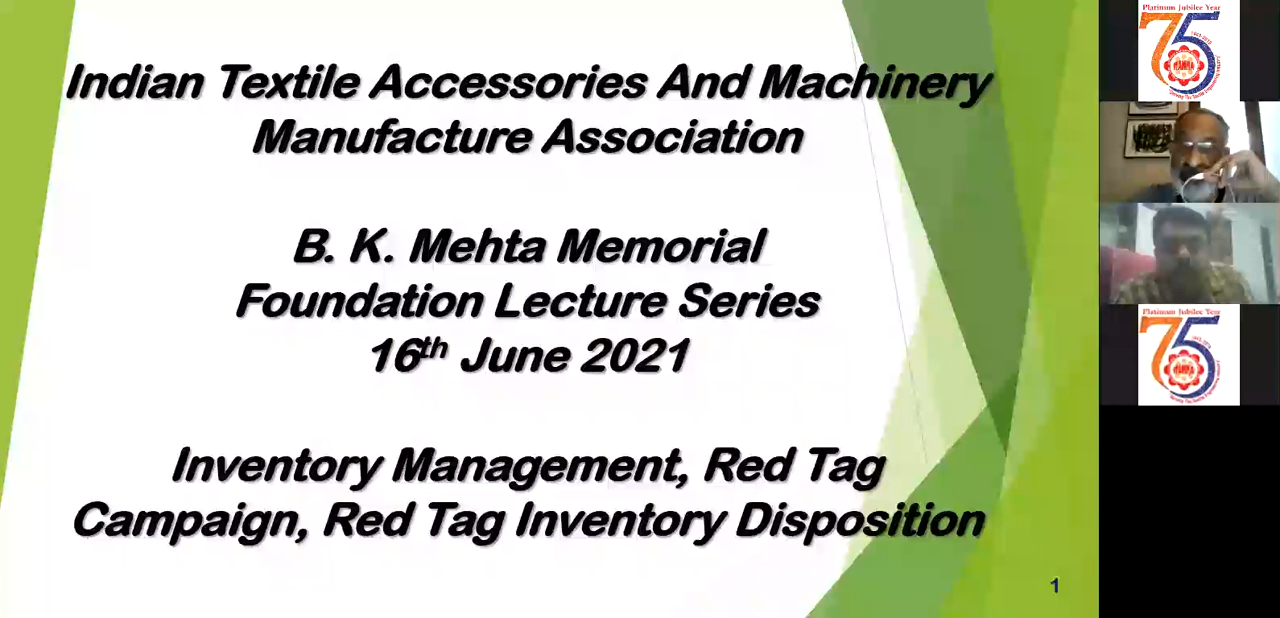 Indian Textile Accessories And Machinery
Manufacture Association
B. K. Mehta Memorial
Foundation Lecture Series
16th June 2021
Inventory Management, Red Tag
Campaign, Red Tag Inventory Disposition
1
Platinum Jubilee Year
75
Platinum Jubilee Year
75